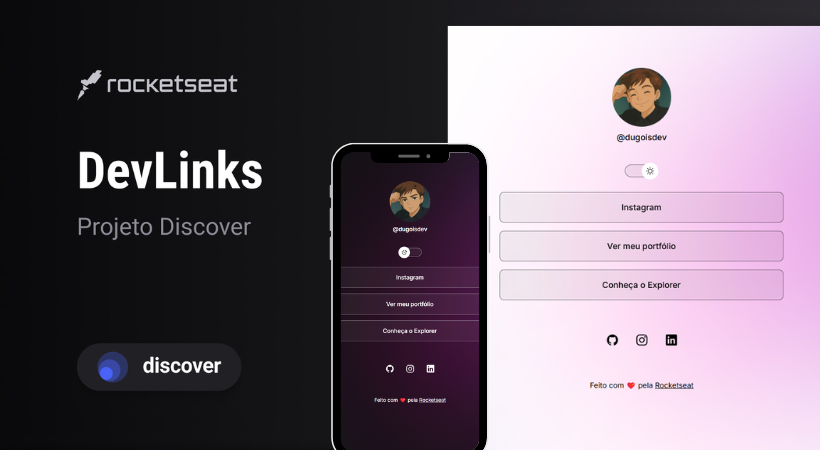 rocketseat
DevLinks
Projeto Discover
discover
@dugoisdev
Instagram
Ver meu portfólio
Conheça o Explorer
Feito com ❤ pela Rocketseat
@dugoisdev
Instagram
Ver meu portfólio
Conheça o Explorer
Feito com ❤ pela Rocketseat